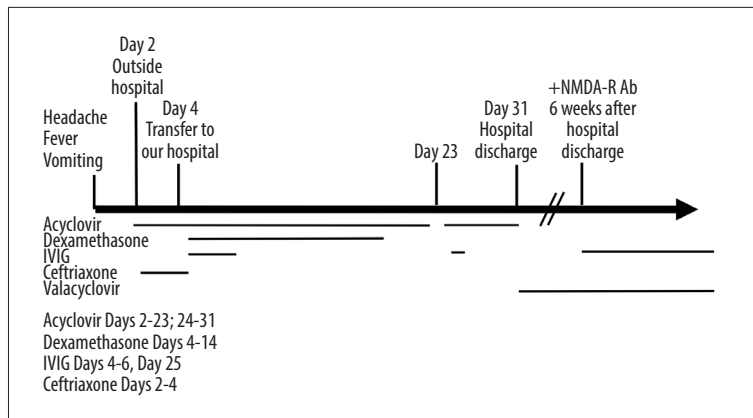 Headache
Fever
Vomiting
Day 2
Outside
hospital
Day 4
Transfer to
our hospital
Day 23
Day 31
Hospital
discharge
+NMDA-R Ab
6 weeks after
hospital
discharge
Acyclovir
Dexamethasone
IVIG
Ceftriaxone
Valacyclovir
Acyclovir Days 2-23; 24-31
Dexamethasone Days 4-14
IVIG Days 4-6, Day 25
Ceftriaxone Days 2-4